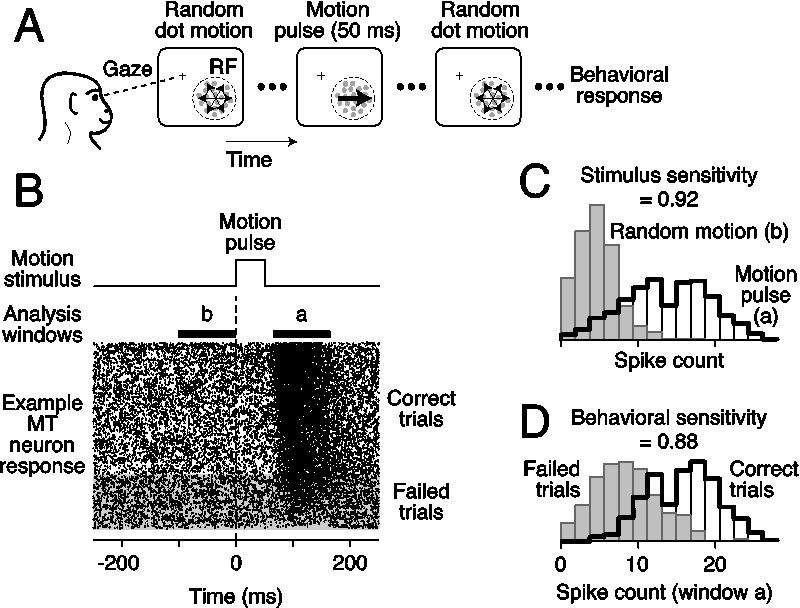 A
Random
dot motion
Motion
pulse (50 ms)
Random
dot motion
Gaze
RF
Behavioral
response
Time
B
Motion
pulse
Motion
stimulus
Analysis
windows
b
a
Example
MT
neuron
response
Correct
trials
Failed
trials
-200
0
200
Time (ms)
C
Stimulus sensitivity
= 0.92
Random motion (b)
Motion
pulse
(a)
Spike count
D
Behavioral sensitivity
= 0.88
Failed
trials
Correct
trials
0
10
20
Spike count (window a)